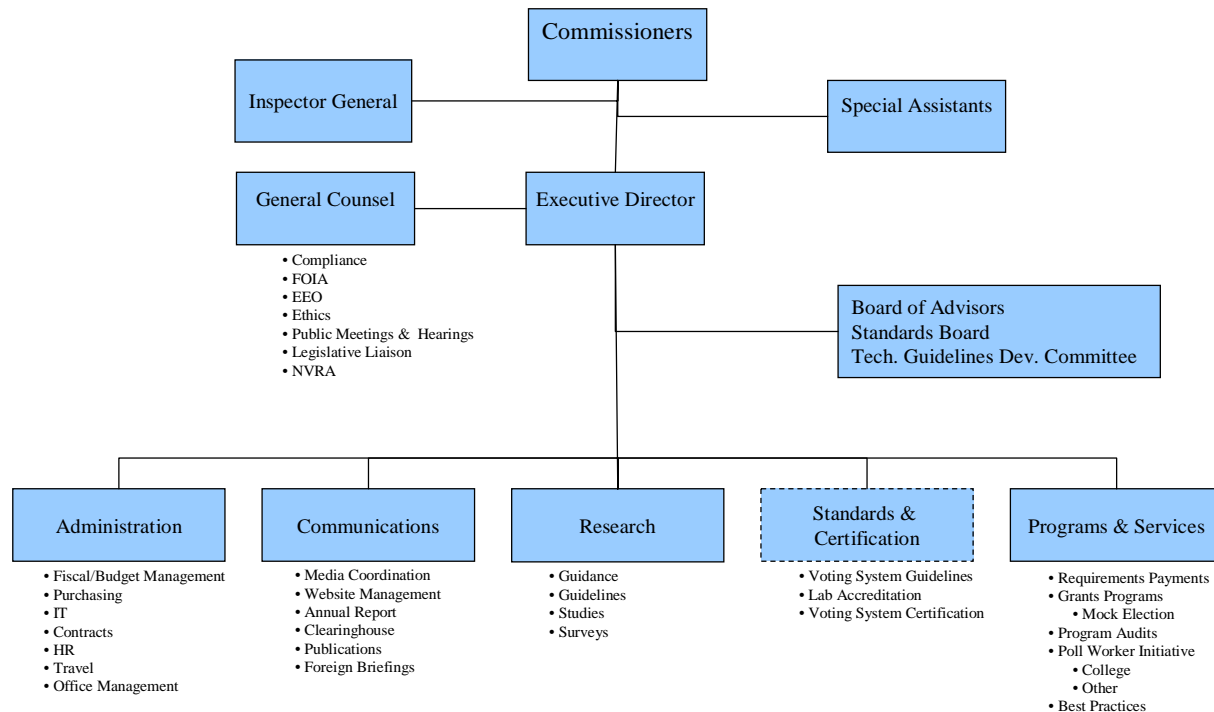 Commissioners
Inspector General
Special Assistants
General Counsel
Executive Director
• Compliance
• FOIA
• EEO
• Ethics
• Public Meetings & Hearings
• Legislative Liaison
• NVRA
Board of Advisors
Standards Board
Tech. Guidelines Dev. Committee
Administration
• Fiscal/Budget Management
• Purchasing
• IT
• Contracts
• HR
• Travel
• Office Management
Communications
• Media Coordination
• Website Management
• Annual Report
• Clearinghouse
• Publications
• Foreign Briefings
Research
• Guidance
• Guidelines
• Studies
• Surveys
Standards &
Certification
• Voting System Guidelines
• Lab Accreditation
• Voting System Certification
Programs & Services
• Requirements Payments
• Grants Programs
• Mock Election
• Program Audits
• Poll Worker Initiative
• College
• Other
• Best Practices